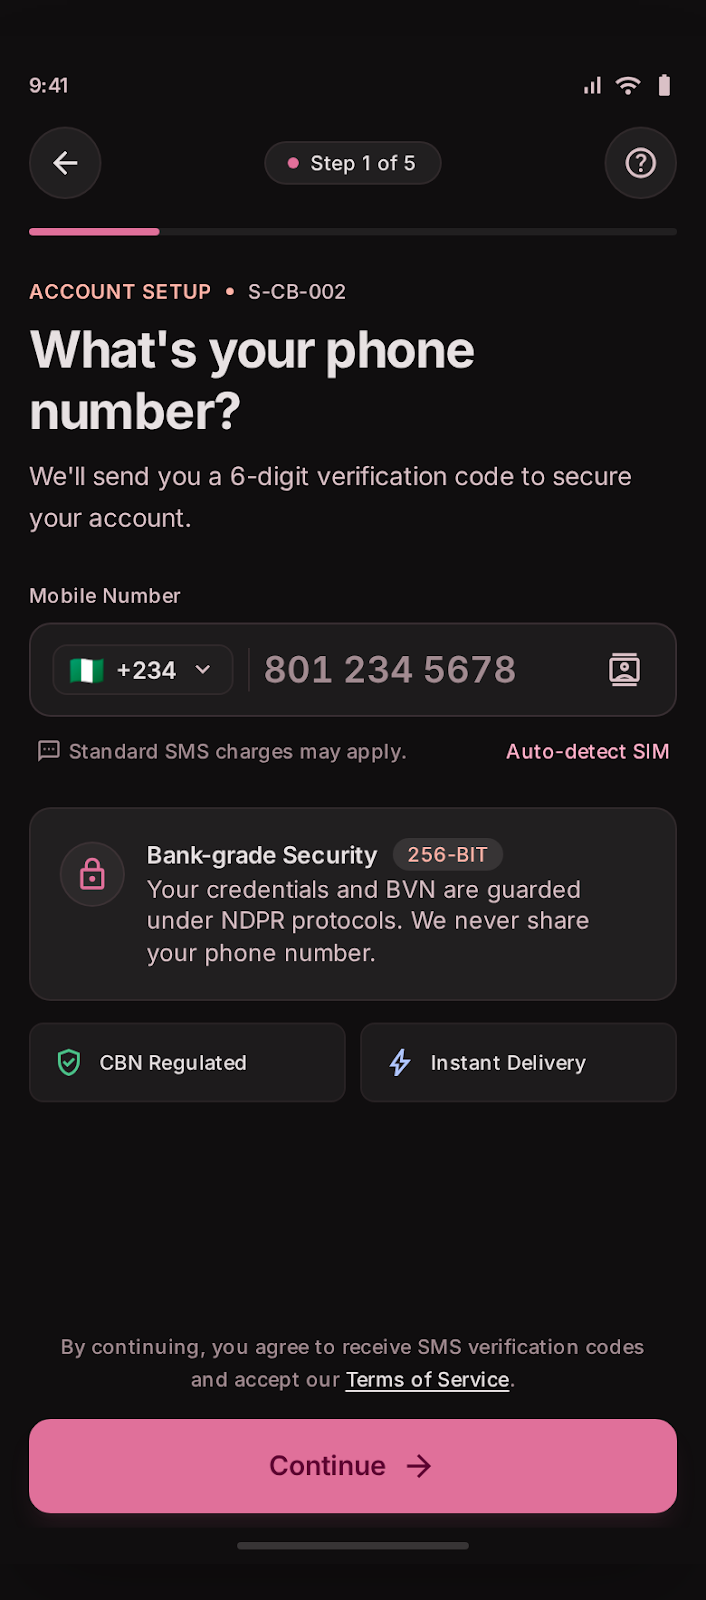 9:41
Step 1 of 5
ACCOUNT SETUP • S-CB-002
What's your phone
number?
We'll send you a 6-digit verification code to secure
your account.
Mobile Number
+234 801 234 5678
Standard SMS charges may apply. Auto-detect SIM
Bank-grade Security 256-BIT
Your credentials and BVN are guarded
under NDPR protocols. We never share
your phone number.
CBN Regulated
Instant Delivery
By continuing, you agree to receive SMS verification codes
and accept our Terms of Service.
Continue